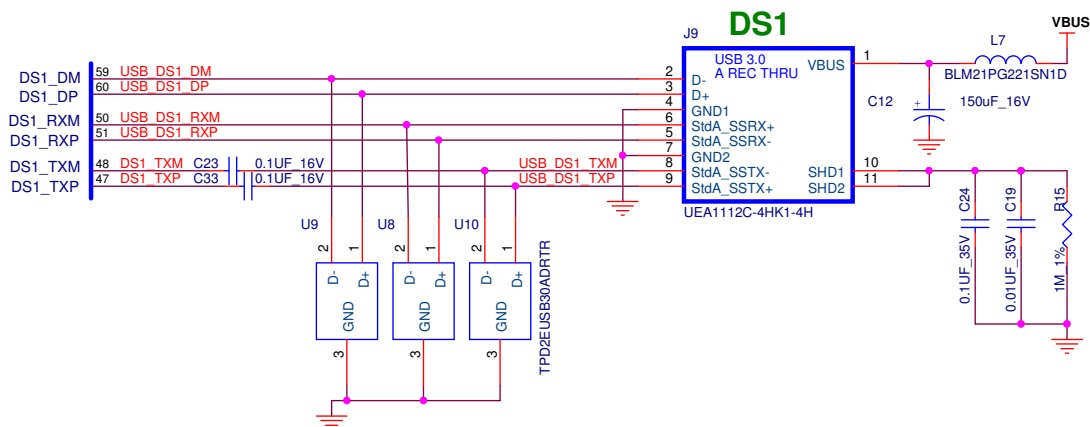 DS1
VBUS
J9
L7
USB 3.0
A REC THRU
VBUS
1
BLM21PG221SN1D
C12
+
150uF_16V
DS1_DM 59 USB_DS1_DM 2 D-
DS1_DP 60 USB_DS1_DP 3 D+
4 GND1
DS1_RXM 50 USB_DS1_RXM 6 StdA_SSRX+
DS1_RXP 51 USB_DS1_RXP 5 StdA_SSRX-
7 GND2
DS1_TXM 48 DS1_TXM C23 0.1UF_16V USB_DS1_TXM 8 StdA_SSTX- SHD1 10
DS1_TXP 47 DS1_TXP C33 0.1UF_16V USB_DS1_TXP 9 StdA_SSTX+ SHD2 11
UEA1112C-4HK1-4H
C24
0.1UF_35V
C19
0.01UF_35V
R15
1M_1%
U9 U8 U10
2 1 2 1 2 1
D- D+ D- D+ D- D+
GND GND GND
3 3 3
TPD2EUSB30ADRTR